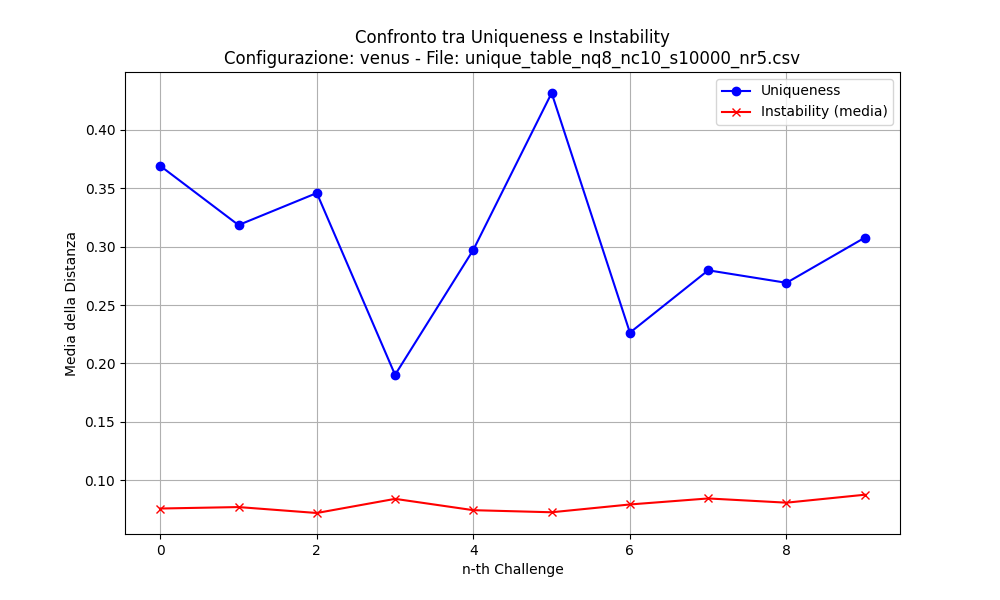 Confronto tra Uniqueness e Instability
Configurazione: venus - File: unique_table_nq8_nc10_s10000_nr5.csv
Uniqueness
Instability (media)
Media della Distanza
0.40
0.35
0.30
0.25
0.20
0.15
0.10
0 2 4 6 8
n-th Challenge